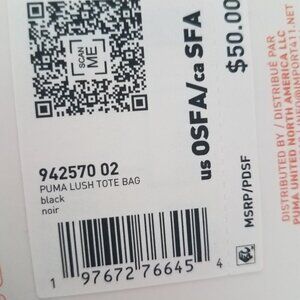 SCAN
ME
942570 02
PUMA LUSH TOTE BAG
black
noir
1 97672 76645 4
us OSFA/ca SFA
$50.00
MSRP/PDSF
DISTRIBUTED BY / DISTRIBUÉ PAR
PUMA UNITED NORTH AMERICA LLC